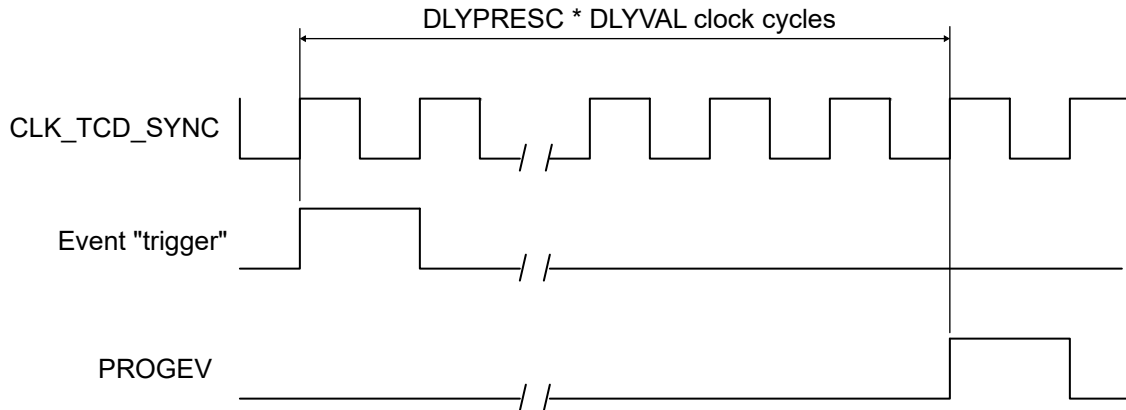 DLYPRESC * DLYVAL clock cycles
CLK_TCD_SYNC
Event "trigger"
PROGEV